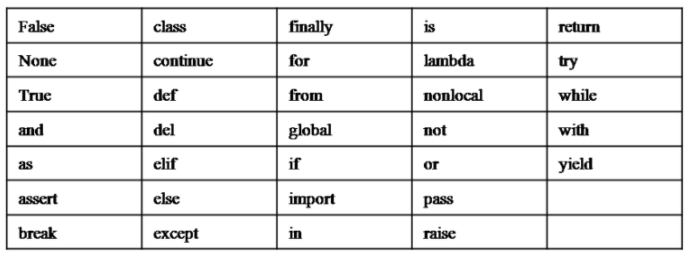 False class finally is return
None continue for lambda try
True def from nonlocal while
and del global not with
as elif if or yield
assert else import pass
break except in raise